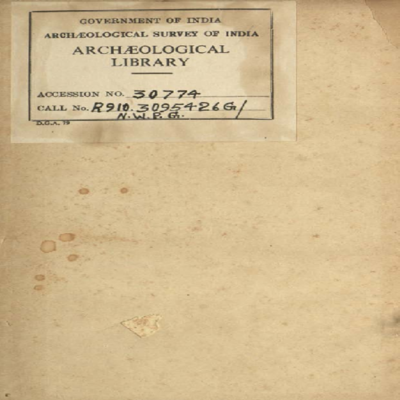 GOVERNMENT OF INDIA
ARCHÆOLOGICAL SURVEY OF INDIA
ARCHÆOLOGICAL
LIBRARY
ACCESSION NO. 30774
CALL No. R910.3095426G/
N.W.P.G.
D.G.A. 79